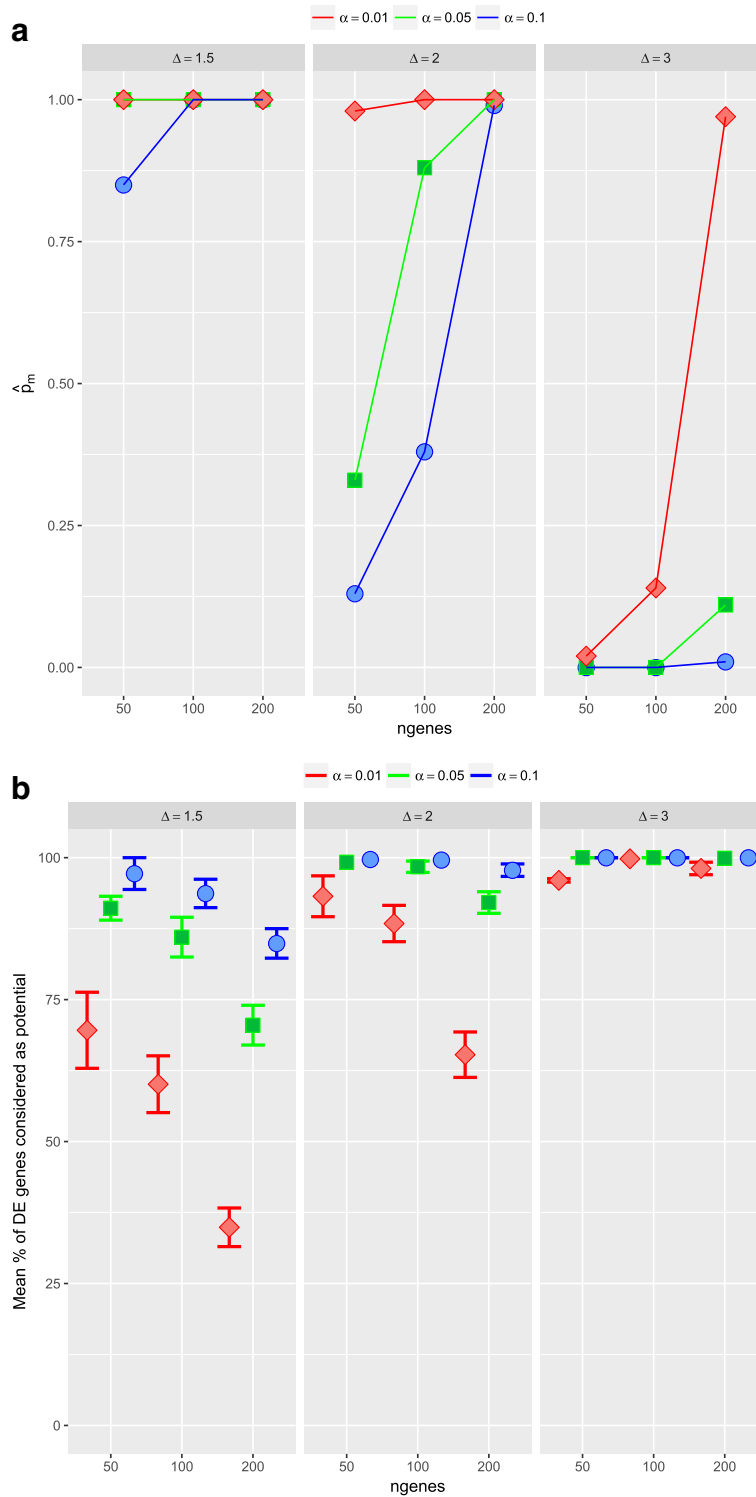 a
α = 0.01 α = 0.05 α = 0.1
Δ = 1.5 Δ = 2 Δ = 3
1.00
0.75
0.50
0.25
0.00
p̂m
50 100 200 50 100 200 50 100 200
ngenes
b
α = 0.01 α = 0.05 α = 0.1
Δ = 1.5 Δ = 2 Δ = 3
100
75
50
25
0
Mean % of DE genes considered as potential
50 100 200 50 100 200 50 100 200
ngenes